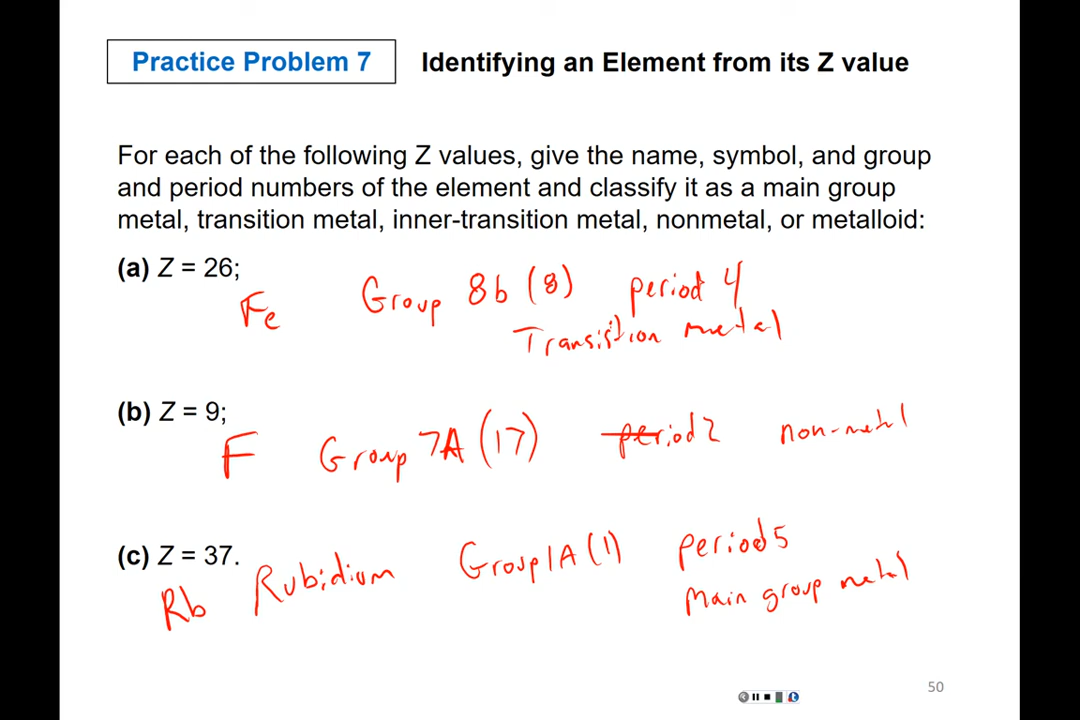 Practice Problem 7 Identifying an Element from its Z value
For each of the following Z values, give the name, symbol, and group
and period numbers of the element and classify it as a main group
metal, transition metal, inner-transition metal, nonmetal, or metalloid:
(a) Z = 26;
Fe Group 8b (8) period 4
Transisition metal
(b) Z = 9;
F Group 7A (17) period 2 non-metal
(c) Z = 37.
Rb Rubidium Group 1A (1) period 5
Main group metal
50